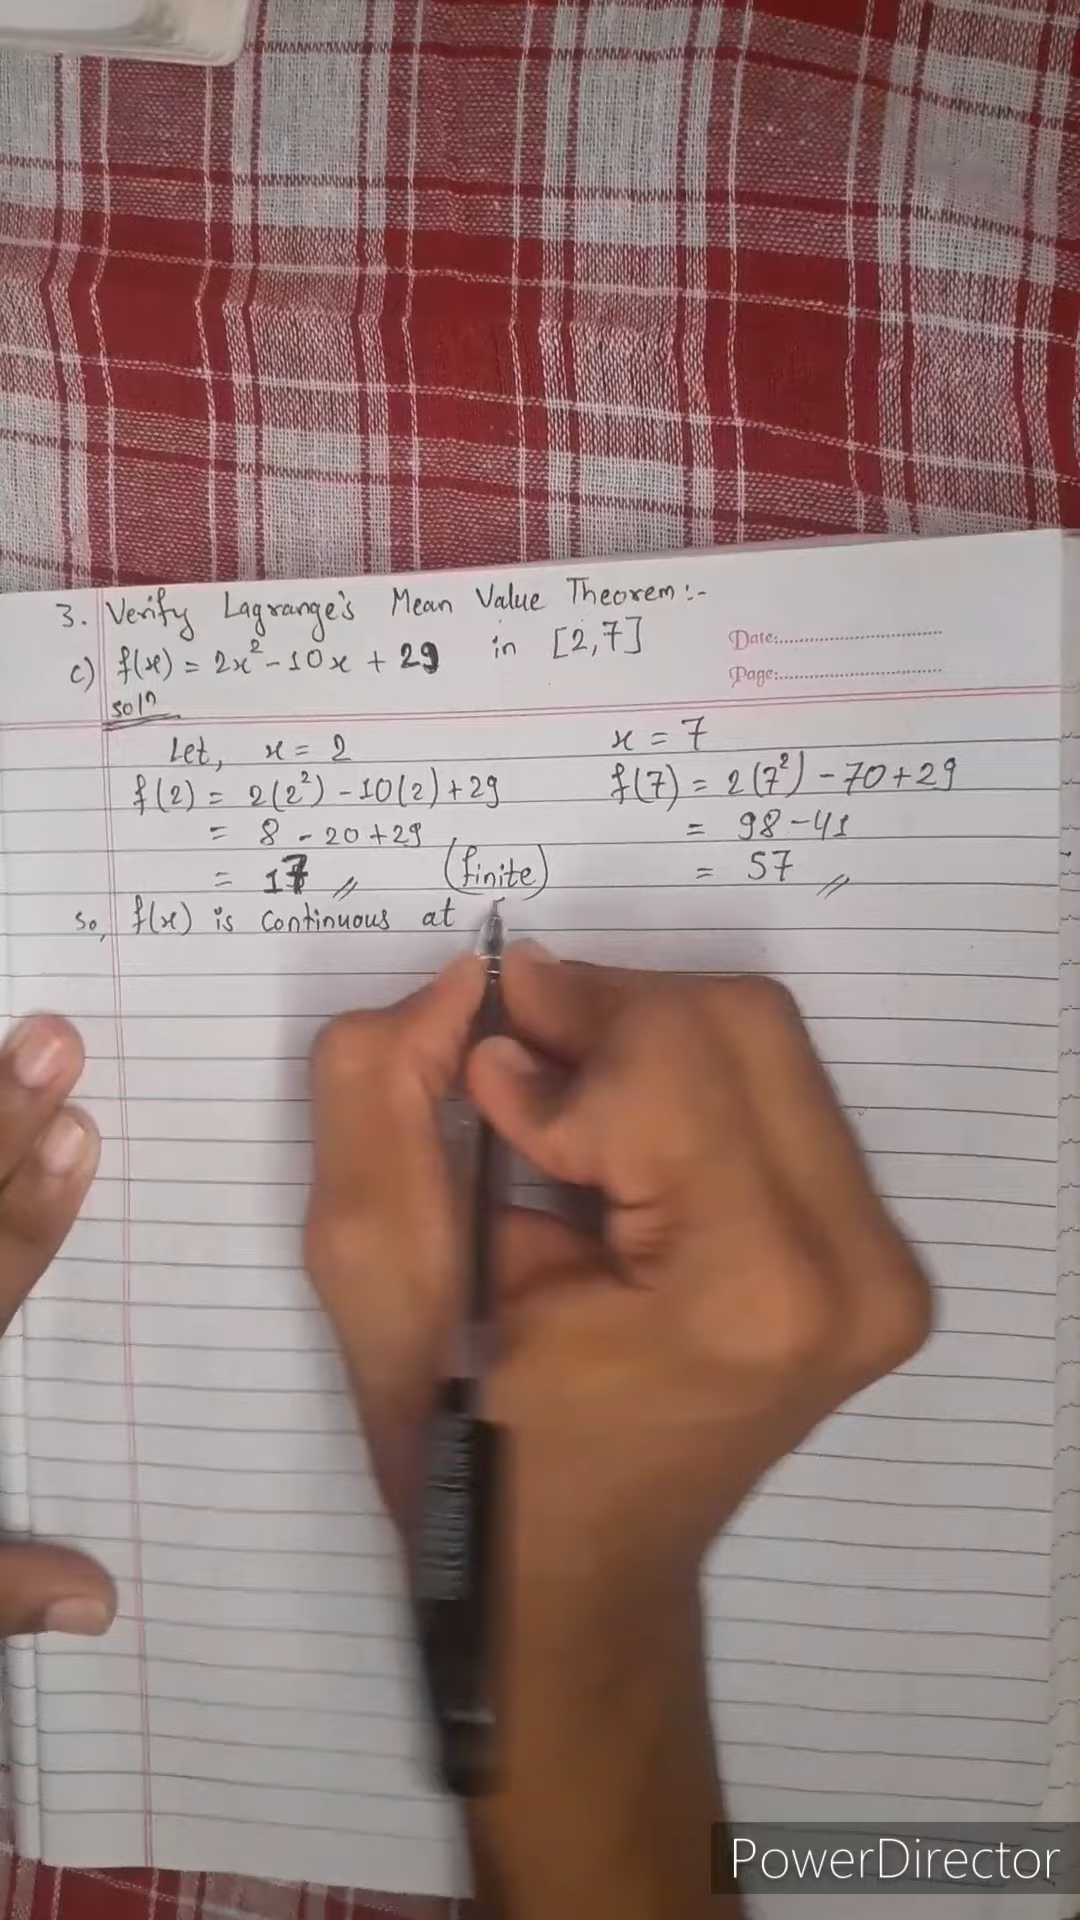 3. Verify Lagrange's Mean Value Theorem :-
c) f(x) = 2x² - 10x + 29 in [2,7]
Date:
Page:
solⁿ
Let, x = 2
f(2) = 2(2²) - 10(2) + 29
= 8 - 20 + 29
= 17 //
(finite)
x = 7
f(7) = 2(7²) - 70 + 29
= 98 - 41
= 57 //
so, f(x) is continuous at
PowerDirector